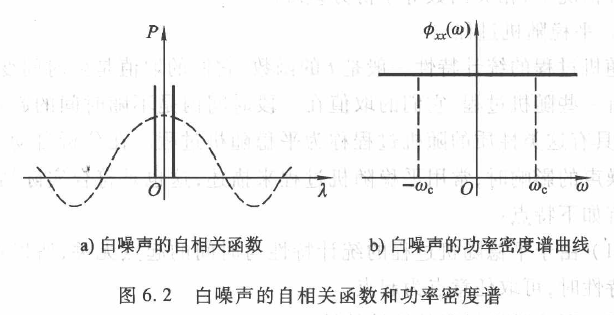 P
O
λ
a) 白噪声的自相关函数
ϕxx(ω)
-ωc
O
ωc
ω
b) 白噪声的功率密度谱曲线
图 6.2 白噪声的自相关函数和功率密度谱